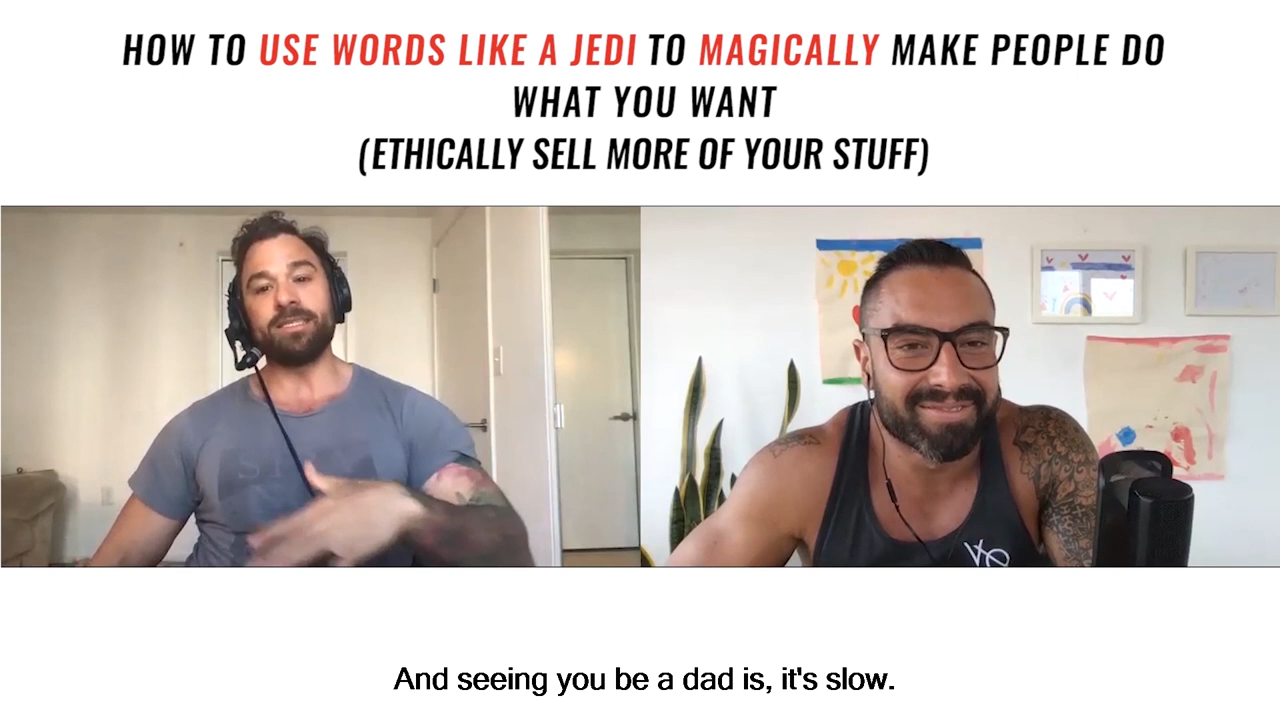 HOW TO USE WORDS LIKE A JEDI TO MAGICALLY MAKE PEOPLE DO
WHAT YOU WANT
(ETHICALLY SELL MORE OF YOUR STUFF)
And seeing you be a dad is, it's slow.